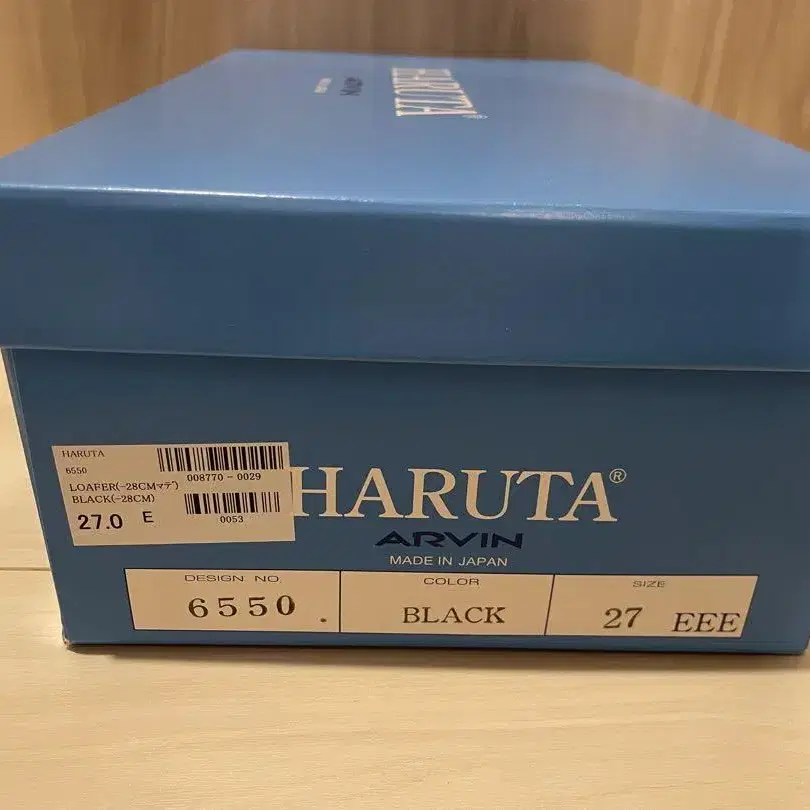 HARUTA®
ARVIN
HARUTA
6550
008770-0029
LOAFER(-28CMマデ)
BLACK(-28CM)
27.0 E
0053
HARUTA®
ARVIN
MADE IN JAPAN
DESIGN NO. COLOR SIZE
6550. BLACK 27 EEE